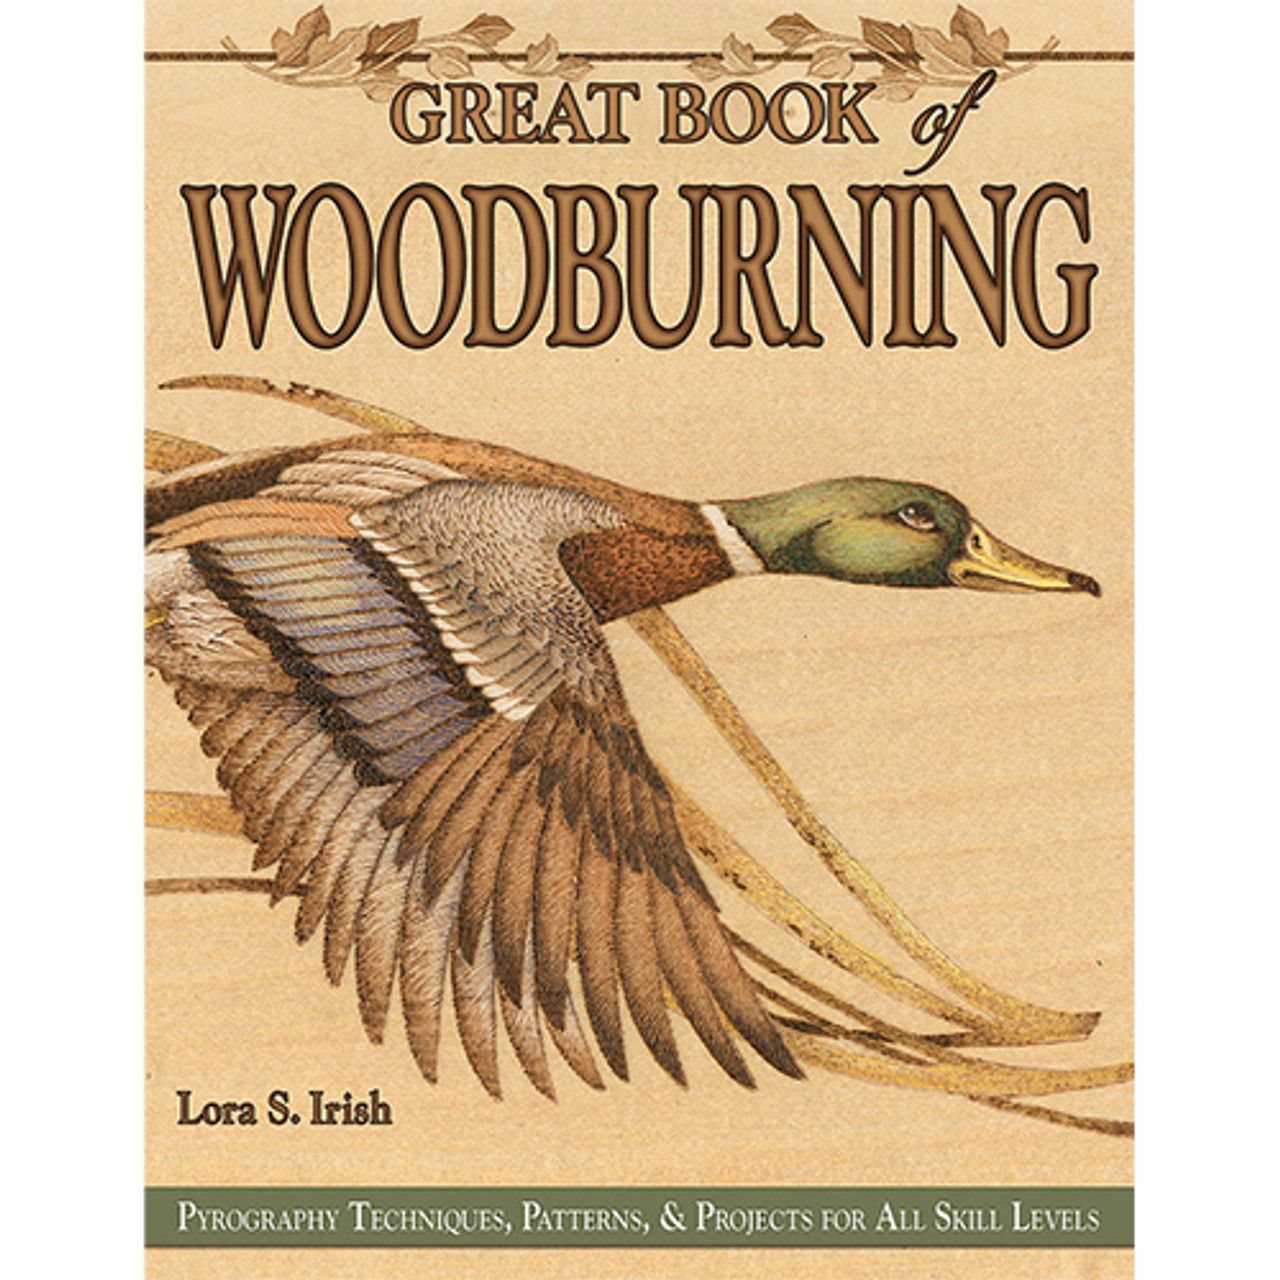 GREAT BOOK of
WOODBURNING
Lora S. Irish
PYROGRAPHY TECHNIQUES, PATTERNS, & PROJECTS FOR ALL SKILL LEVELS